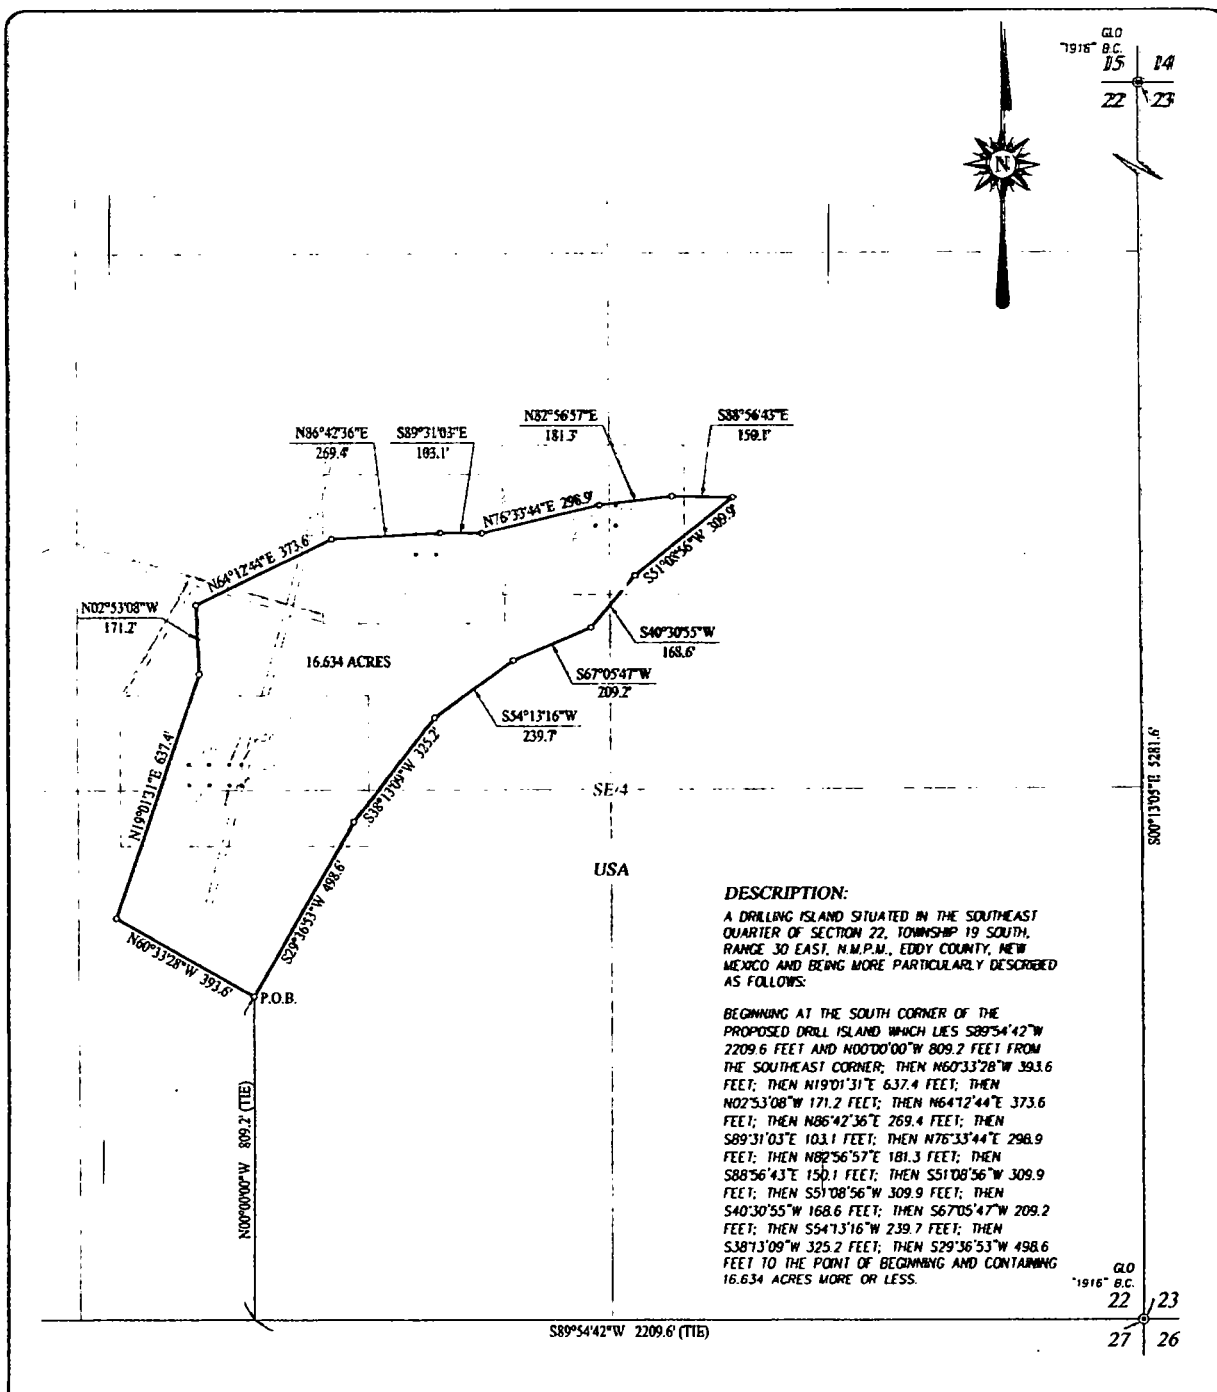 GLO
"1916" B.C.
15 14
22 23
N
N82°56'57"E
181.3'
S88°56'43"E
150.1'
N86°42'36"E
269.4'
S89°31'03"E
103.1'
N76°33'44"E 298.9'
N64°12'44"E 373.6'
S51°08'56"W 309.9'
N02°53'08"W
171.2'
S40°30'55"W
168.6'
16.634 ACRES
S67°05'47"W
209.2'
S54°13'16"W
239.7'
N19°01'31"E 637.4'
S38°13'09"W 325.2'
S00°13'05"E 5281.6'
SE/4
USA
S29°36'53"W 498.6'
N60°33'28"W 393.6'
P.O.B.
N00°00'00"W 809.2' (TIE)
DESCRIPTION:
A DRILLING ISLAND SITUATED IN THE SOUTHEAST
QUARTER OF SECTION 22, TOWNSHIP 19 SOUTH,
RANGE 30 EAST, N.M.P.M., EDDY COUNTY, NEW
MEXICO AND BEING MORE PARTICULARLY DESCRIBED
AS FOLLOWS:
BEGINNING AT THE SOUTH CORNER OF THE
PROPOSED DRILL ISLAND WHICH LIES S89°54'42"W
2209.6 FEET AND N00°00'00"W 809.2 FEET FROM
THE SOUTHEAST CORNER; THEN N60°33'28"W 393.6
FEET; THEN N19°01'31"E 637.4 FEET; THEN
N02°53'08"W 171.2 FEET; THEN N64°12'44"E 373.6
FEET; THEN N86°42'36"E 269.4 FEET; THEN
S89°31'03"E 103.1 FEET; THEN N76°33'44"E 298.9
FEET; THEN N82°56'57"E 181.3 FEET; THEN
S88°56'43"E 150.1 FEET; THEN S51°08'56"W 309.9
FEET; THEN S51°08'56"W 309.9 FEET; THEN
S40°30'55"W 168.6 FEET; THEN S67°05'47"W 209.2
FEET; THEN S54°13'16"W 239.7 FEET; THEN
S38°13'09"W 325.2 FEET; THEN S29°36'53"W 498.6
FEET TO THE POINT OF BEGINNING AND CONTAINING
16.634 ACRES MORE OR LESS.
GLO
"1916" B.C.
22 23
27 26
S89°54'42"W 2209.6' (TIE)